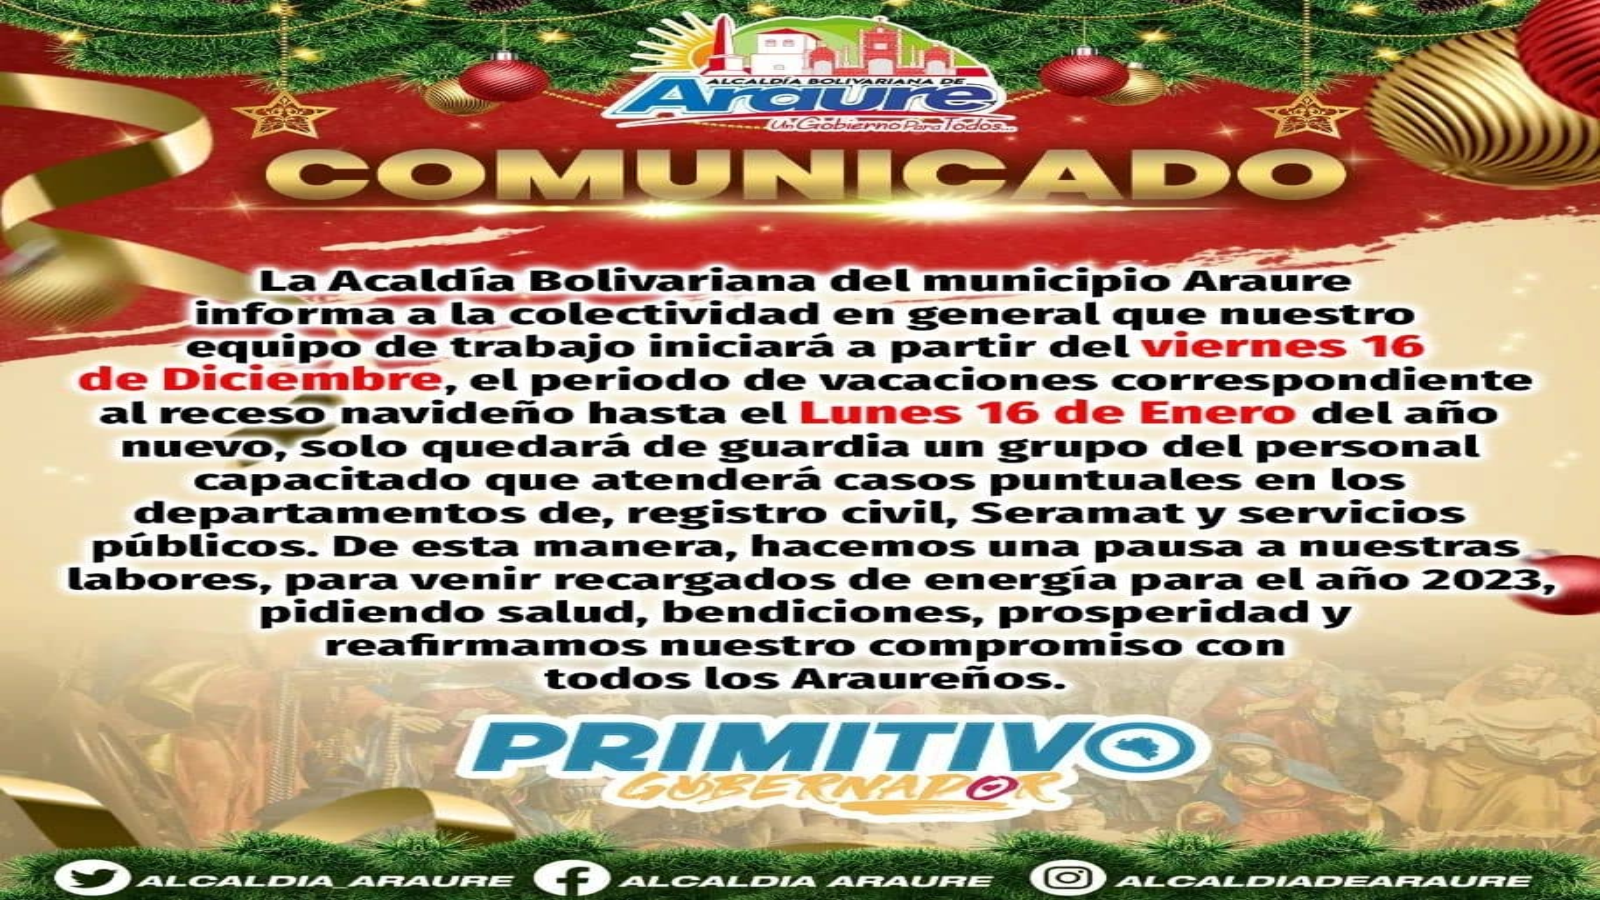 ALCALDÍA BOLIVARIANA DE
Araure
Un Gobierno Para Todos...
COMUNICADO
La Acaldía Bolivariana del municipio Araure
informa a la colectividad en general que nuestro
equipo de trabajo iniciará a partir del viernes 16
de Diciembre, el periodo de vacaciones correspondiente
al receso navideño hasta el Lunes 16 de Enero del año
nuevo, solo quedará de guardia un grupo del personal
capacitado que atenderá casos puntuales en los
departamentos de, registro civil, Seramat y servicios
públicos. De esta manera, hacemos una pausa a nuestras
labores, para venir recargados de energía para el año 2023,
pidiendo salud, bendiciones, prosperidad y
reafirmamos nuestro compromiso con
todos los Araureños.
PRIMITIVO
GOBERNADOR
ALCALDIA_ARAURE ALCALDIA ARAURE ALCALDIADEARAURE